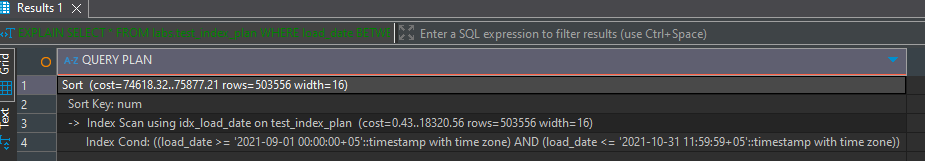 Results 1
EXPLAIN SELECT * FROM labs.test_index_plan WHERE load_date BETWE
Enter a SQL expression to filter results (use Ctrl+Space)
Grid
Text
A-Z QUERY PLAN
1 Sort (cost=74618.32..75877.21 rows=503556 width=16)
2 Sort Key: num
3 -> Index Scan using idx_load_date on test_index_plan (cost=0.43..18320.56 rows=503556 width=16)
4 Index Cond: ((load_date >= '2021-09-01 00:00:00+05'::timestamp with time zone) AND (load_date <= '2021-10-31 11:59:59+05'::timestamp with time zone))